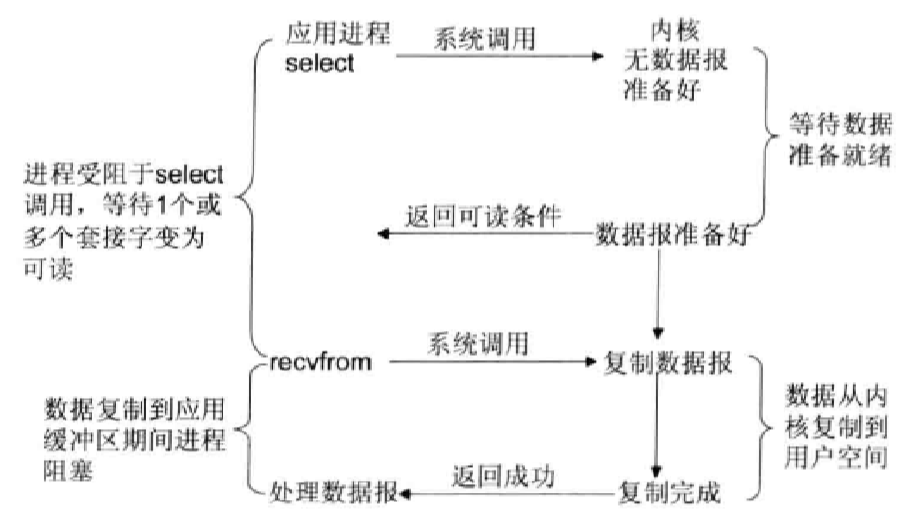 应用进程
select
系统调用
内核
无数据报
准备好
等待数据
准备就绪
进程受阻于select
调用，等待1个或
多个套接字变为
可读
返回可读条件
数据报准备好
recvfrom
系统调用
复制数据报
数据复制到应用
缓冲区期间进程
阻塞
数据从内
核复制到
用户空间
处理数据报
返回成功
复制完成